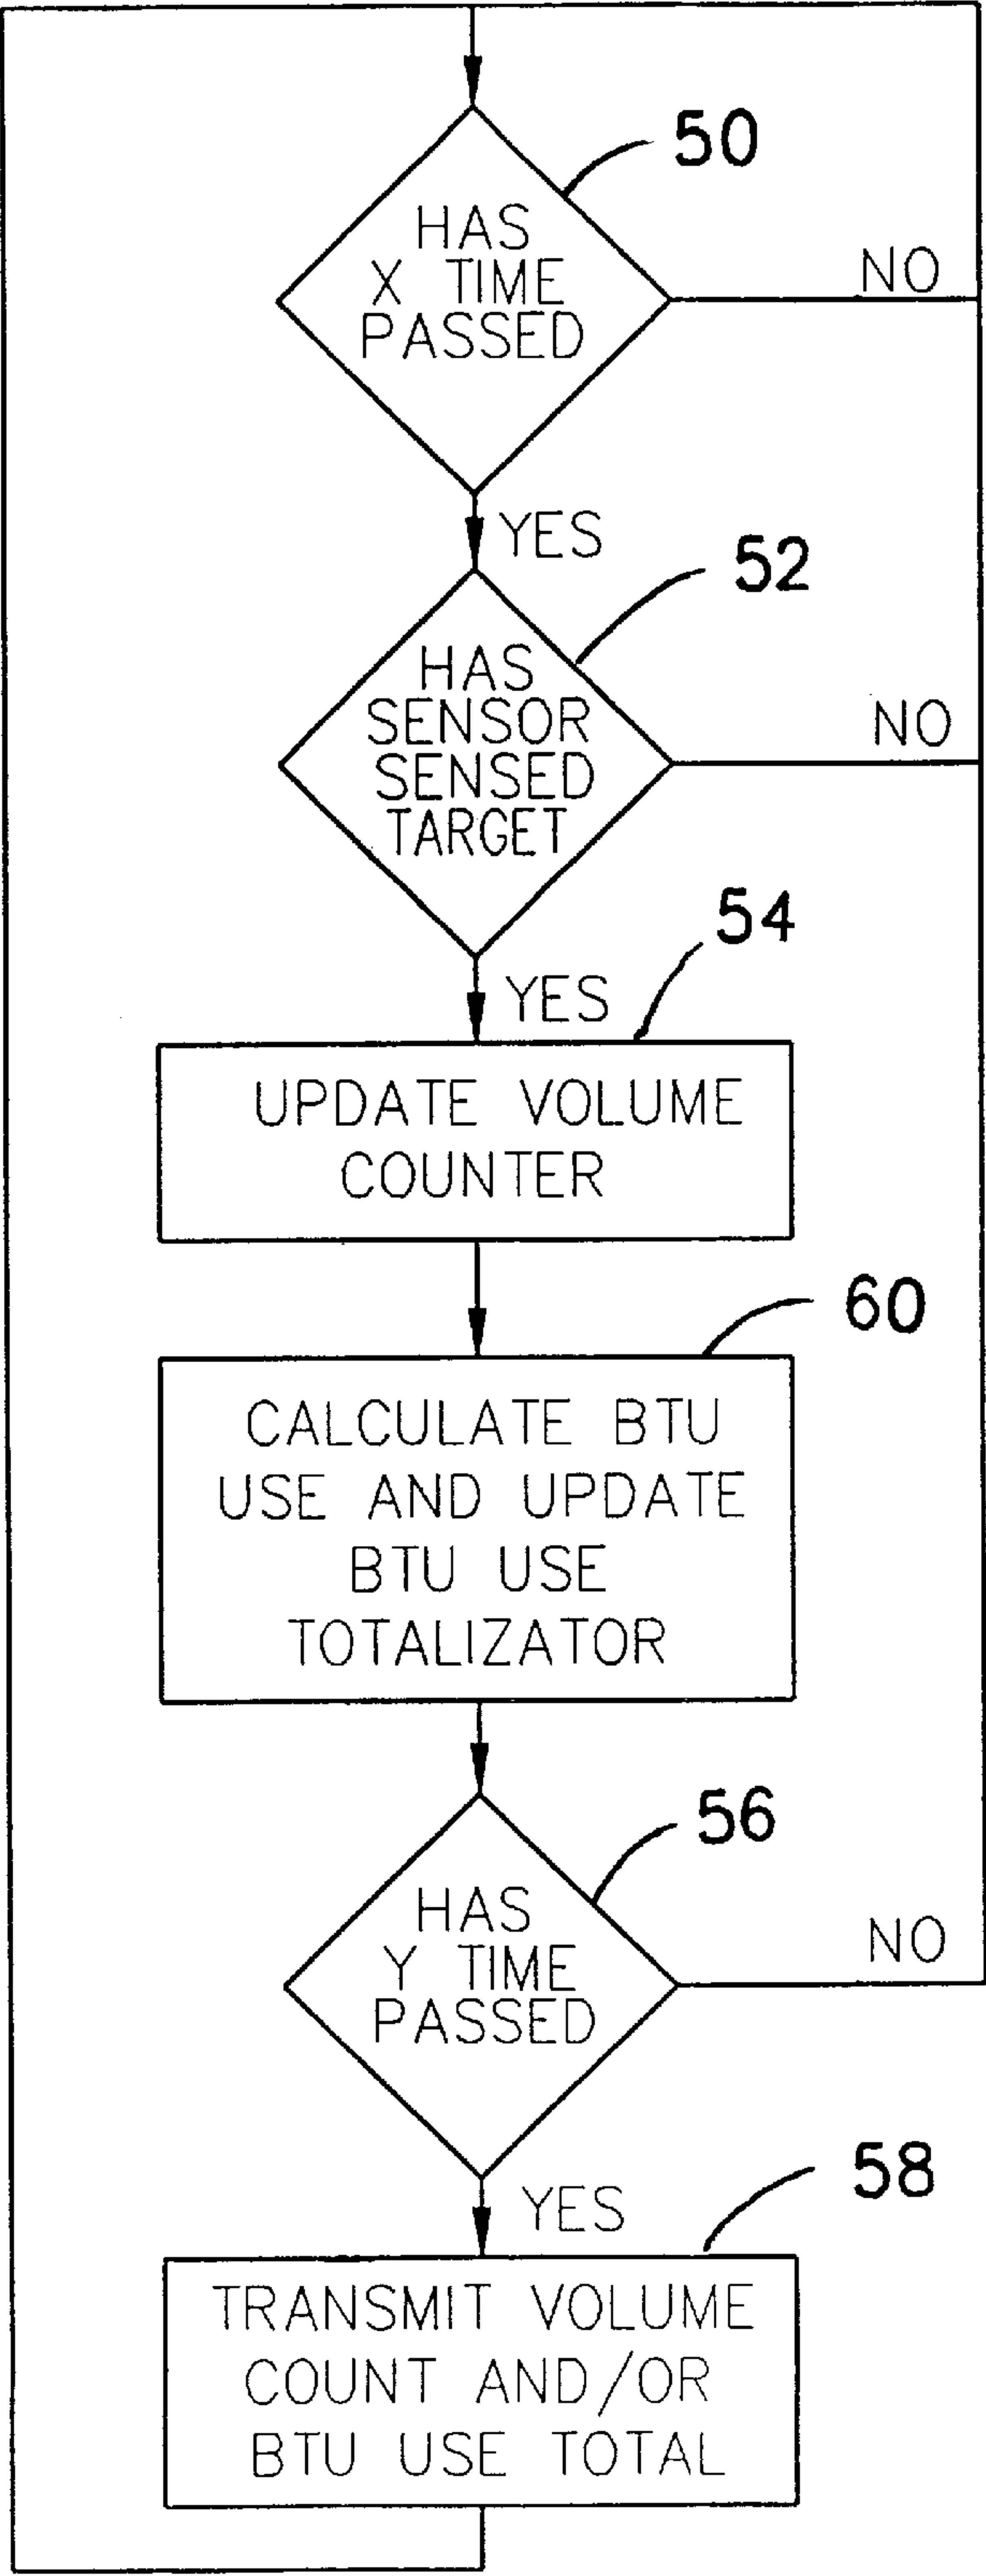 50
HAS
X TIME
PASSED
NO
YES
52
HAS
SENSOR
SENSED
TARGET
NO
54
YES
UPDATE VOLUME
COUNTER
60
CALCULATE BTU
USE AND UPDATE
BTU USE
TOTALIZATOR
56
HAS
Y TIME
PASSED
NO
58
YES
TRANSMIT VOLUME
COUNT AND/OR
BTU USE TOTAL